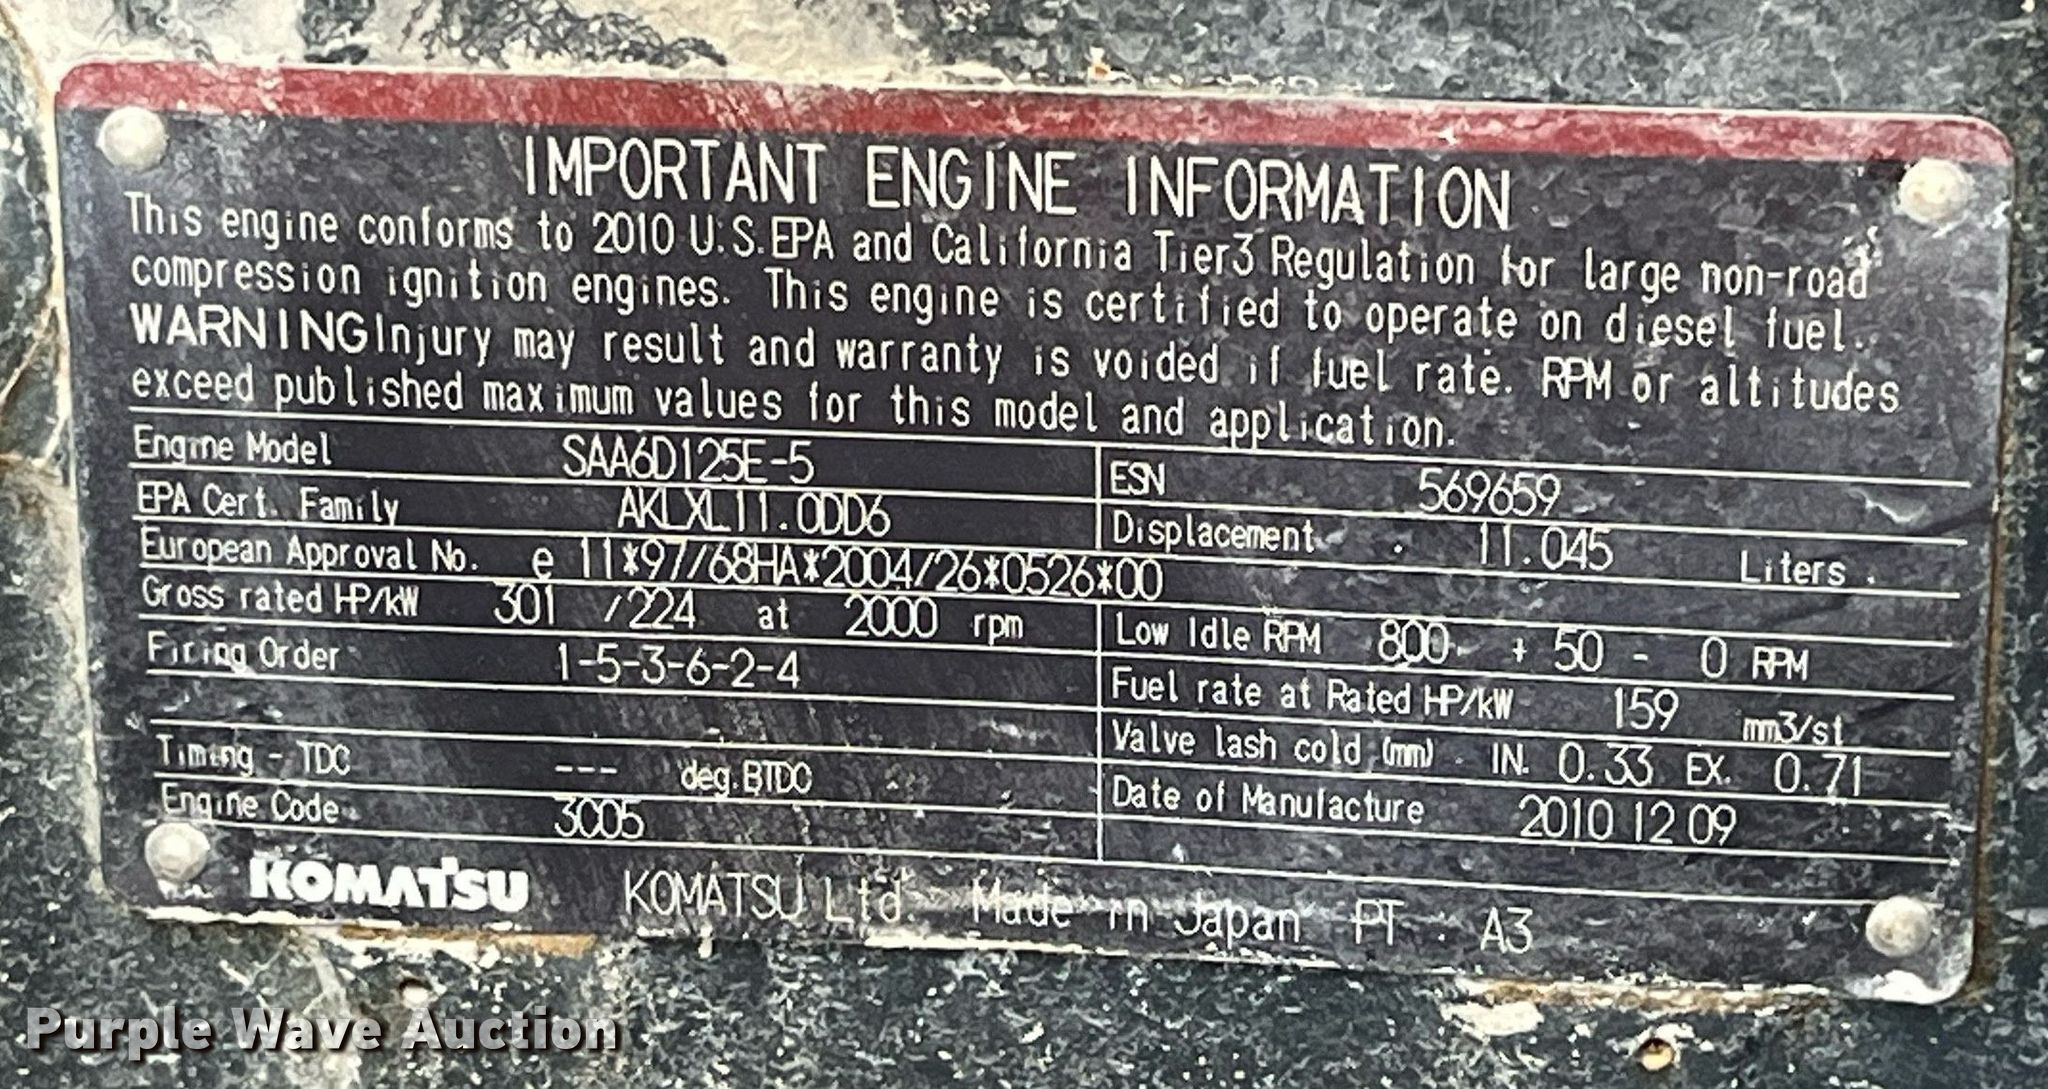 IMPORTANT ENGINE INFORMATION
This engine conforms to 2010 U.S.EPA and California Tier3 Regulation for large non-road
compression ignition engines. This engine is certified to operate on diesel fuel.
WARNING Injury may result and warranty is voided if fuel rate. RPM or altitudes
exceed published maximum values for this model and application.
Engine Model SAA6D125E-5 ESN 569659
EPA Cert. Family AKLXL11.0DD6 Displacement 11.045 Liters
European Approval No. e 11*97/68HA*2004/26*0526*00
Gross rated HP/kW 301 /224 at 2000 rpm Low Idle RPM 800 + 50 - 0 RPM
Firing Order 1-5-3-6-2-4 Fuel rate at Rated HP/kW 159 mm3/st
Valve lash cold (mm) IN. 0.33 EX. 0.71
Timing - TDC --- deg.BTDC Date of Manufacture 2010 12 09
Engine Code 3C05
KOMATSU KOMATSU Ltd. Made in Japan PT. A3
Purple Wave Auction